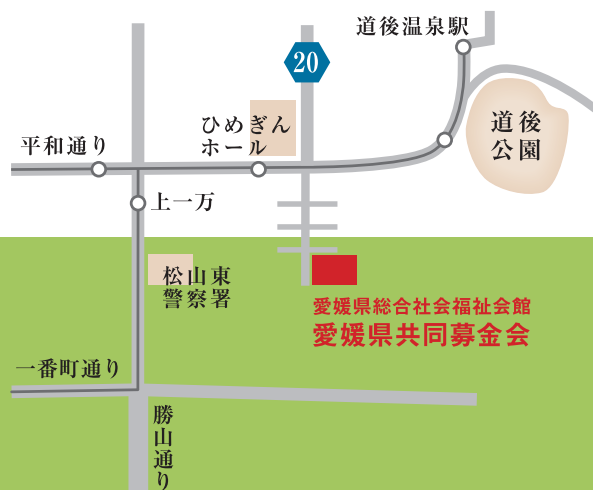 道後温泉駅
20
ひめぎん
ホール
道後
公園
平和通り
上一万
松山東
警察署
愛媛県総合社会福祉会館
愛媛県共同募金会
一番町通り
勝山通り